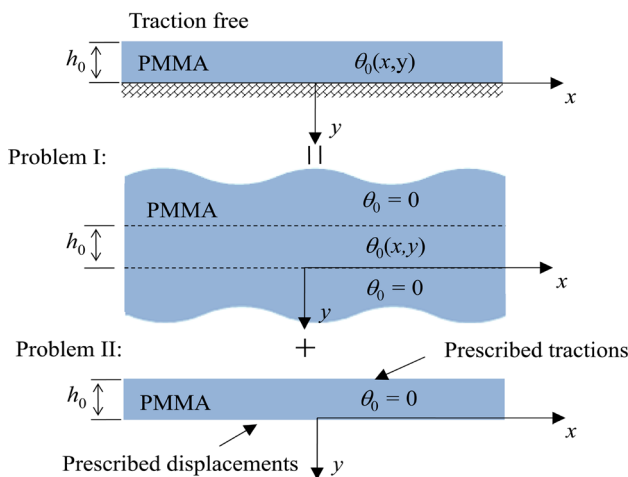 Traction free
h₀
PMMA
θ₀(x,y)
x
y
Problem I:
θ₀ = 0
PMMA
h₀
θ₀(x,y)
x
θ₀ = 0
y
Problem II:
+
Prescribed tractions
h₀
PMMA
θ₀ = 0
x
Prescribed displacements
y